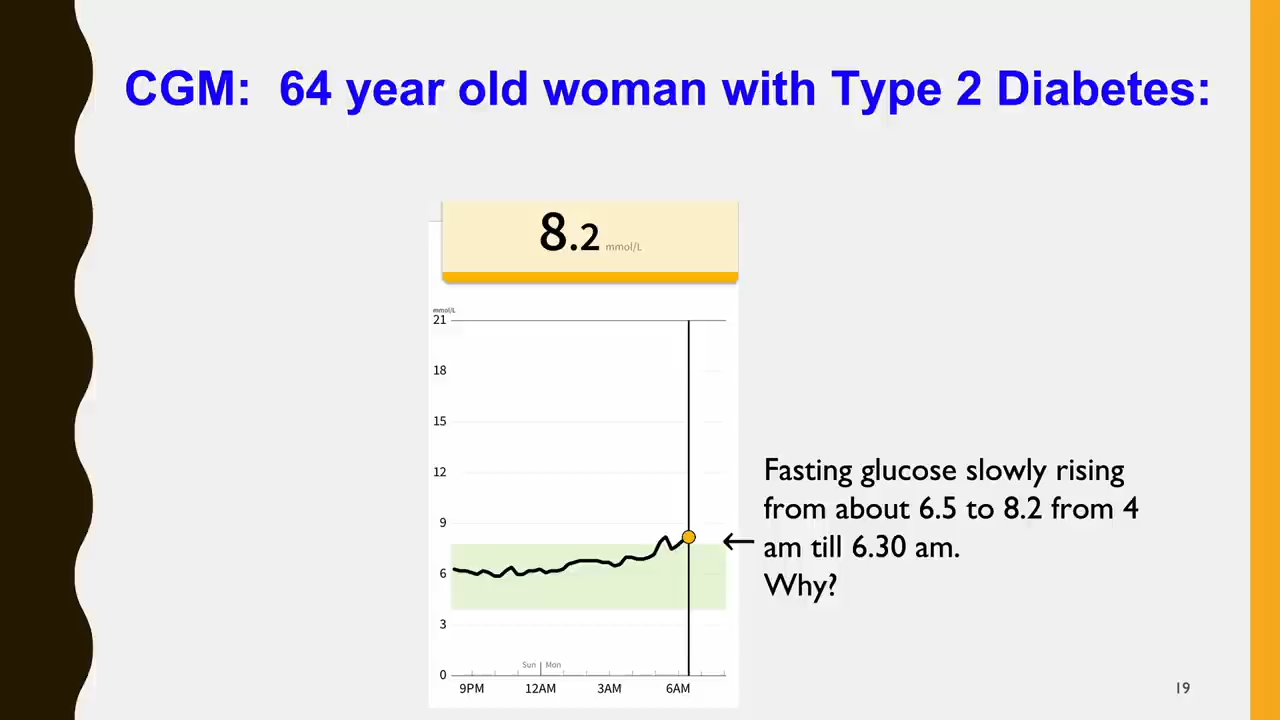 CGM:  64 year old woman with Type 2 Diabetes:
8.2 mmol/L
mmol/L
21
18
15
12
9
6
3
0
Sun | Mon
9PM 12AM 3AM 6AM
Fasting glucose slowly rising
from about 6.5 to 8.2 from 4
am till 6.30 am.
Why?
19